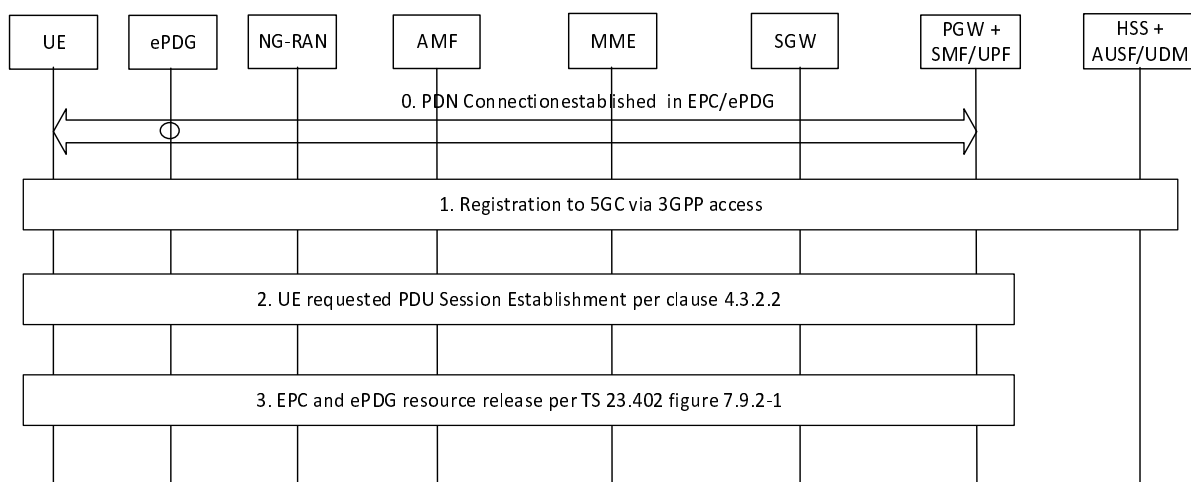 UE
ePDG
NG-RAN
AMF
MME
SGW
PGW +
SMF/UPF
HSS +
AUSF/UDM
0. PDN Connectionestablished in EPC/ePDG
1. Registration to 5GC via 3GPP access
2. UE requested PDU Session Establishment per clause 4.3.2.2
3. EPC and ePDG resource release per TS 23.402 figure 7.9.2-1